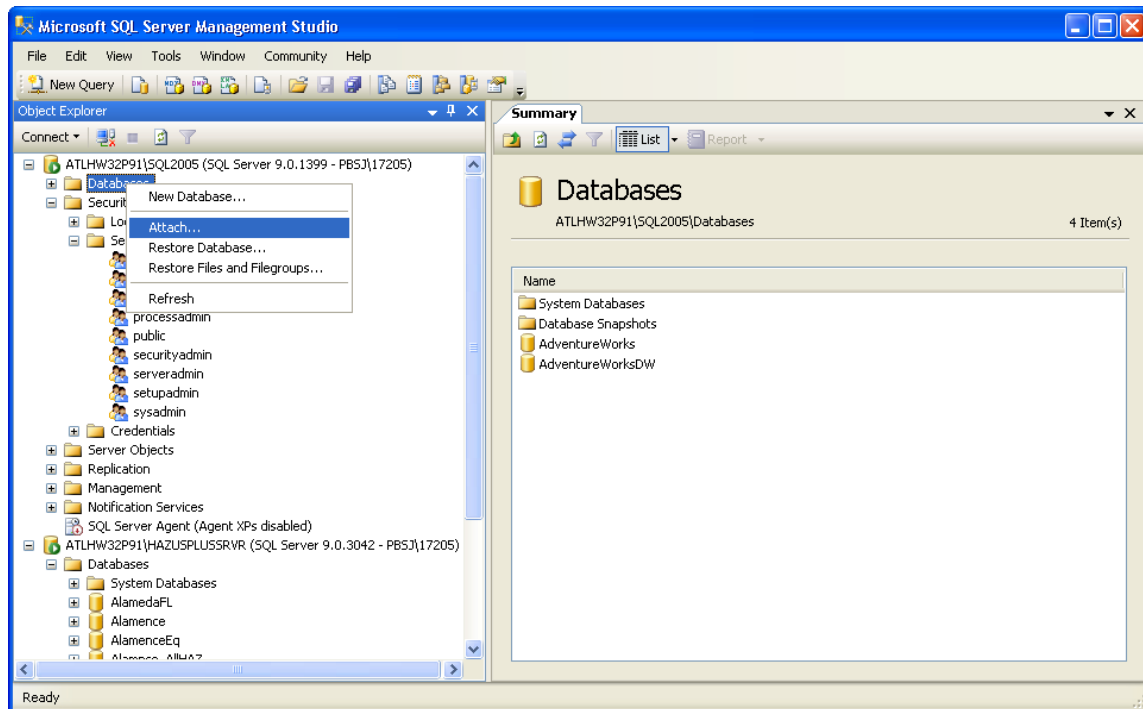 Microsoft SQL Server Management Studio
File Edit View Tools Window Community Help
New Query
Object Explorer
Connect
ATLHW32P91\SQL2005 (SQL Server 9.0.1399 - PBSJ\17205)
Databases
Securit
Lo
Se
New Database...
Attach...
Restore Database...
Restore Files and Filegroups...
Refresh
processadmin
public
securityadmin
serveradmin
setupadmin
sysadmin
Credentials
Server Objects
Replication
Management
Notification Services
SQL Server Agent (Agent XPs disabled)
ATLHW32P91\HAZUSPLUSSRVR (SQL Server 9.0.3042 - PBSJ\17205)
Databases
System Databases
AlamedaFL
Alamence
AlamenceEq
Summary
List Report
Databases
ATLHW32P91\SQL2005\Databases 4 Item(s)
Name
System Databases
Database Snapshots
AdventureWorks
AdventureWorksDW
Ready